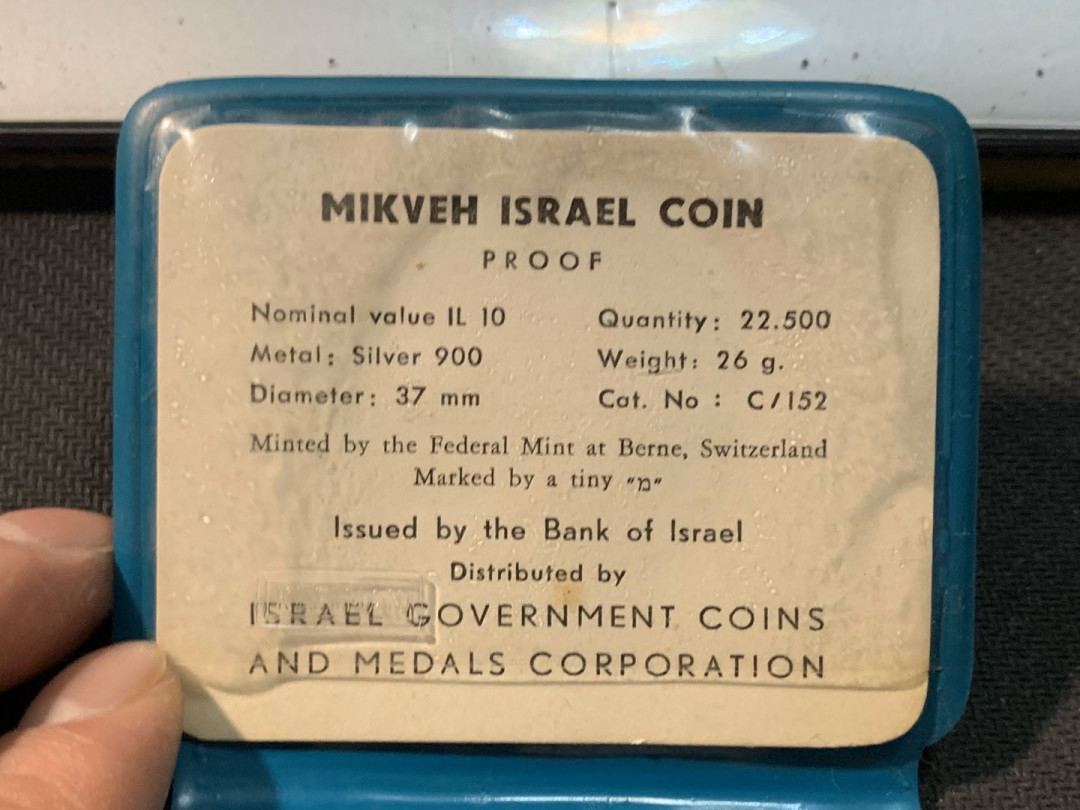 MIKVEH ISRAEL COIN
PROOF
Nominal value IL 10 Quantity: 22.500
Metal: Silver 900 Weight: 26 g.
Diameter: 37 mm Cat. No : C/152
Minted by the Federal Mint at Berne, Switzerland
Marked by a tiny "מ"
Issued by the Bank of Israel
Distributed by
ISRAEL GOVERNMENT COINS
AND MEDALS CORPORATION